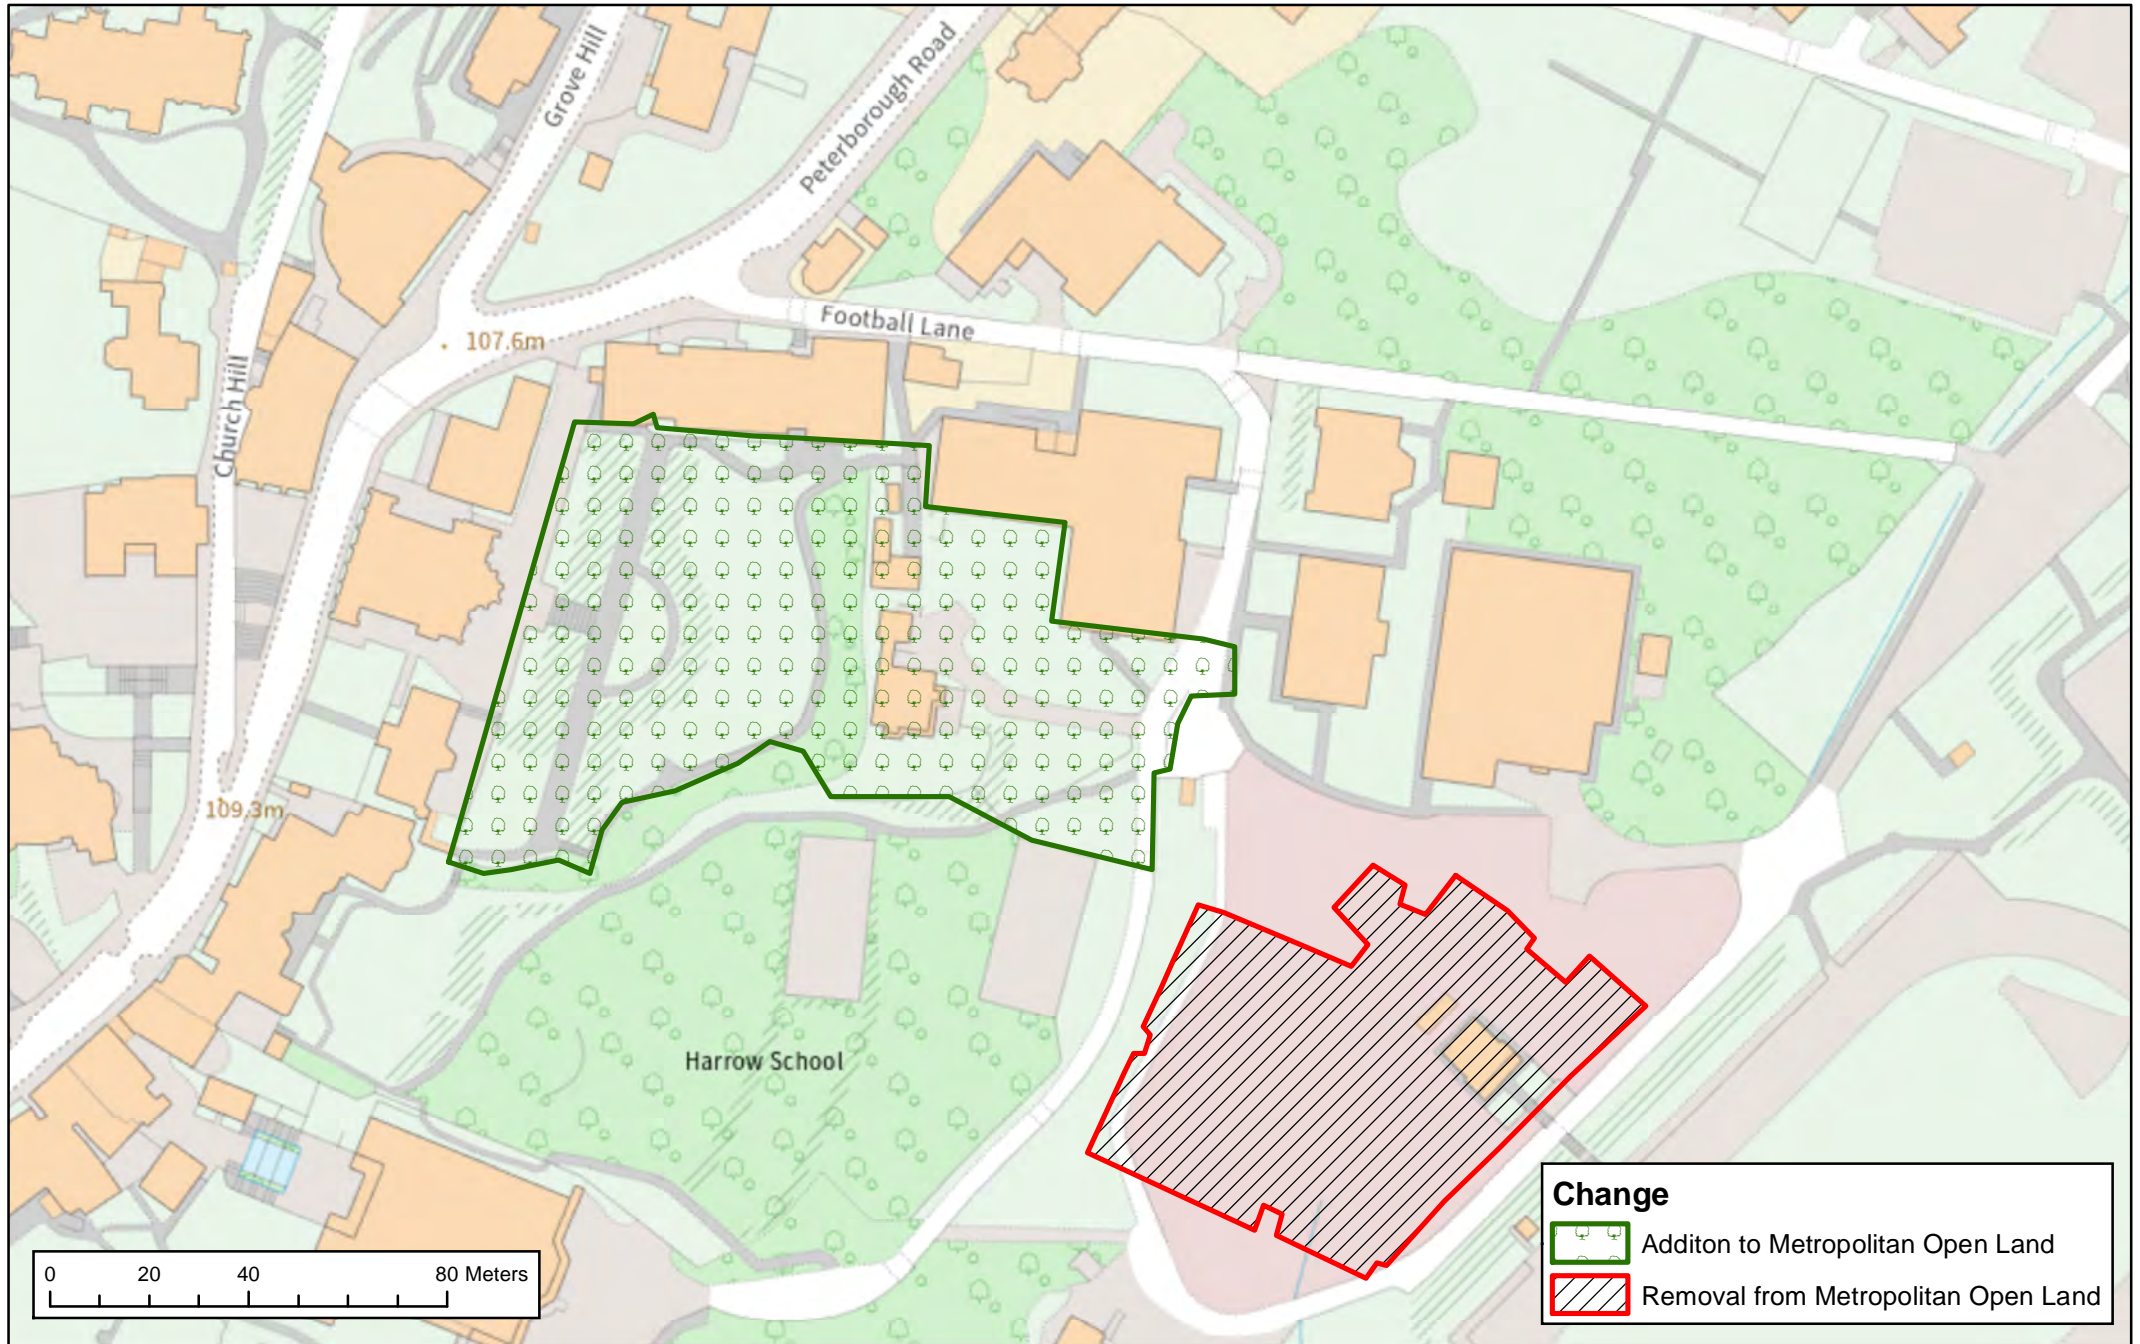 Grove Hill
Peterborough Road
Football Lane
107.6m
Church Hill
109.3m
Harrow School
Change
Additon to Metropolitan Open Land
Removal from Metropolitan Open Land
0 20 40 80 Meters